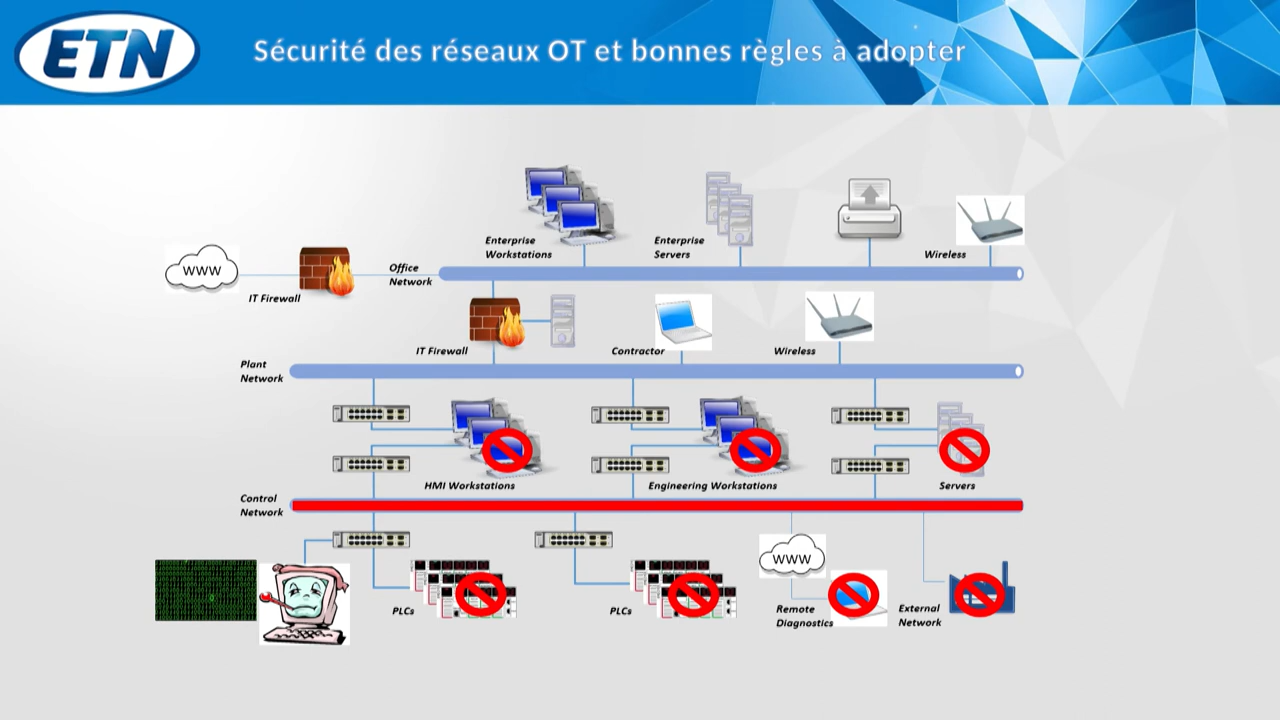 ETN
Sécurité des réseaux OT et bonnes règles à adopter
Enterprise
Workstations
Enterprise
Servers
Wireless
www
IT Firewall
Office
Network
IT Firewall
Contractor
Wireless
Plant
Network
HMI Workstations
Engineering Workstations
Servers
Control
Network
www
PLCs
PLCs
Remote
Diagnostics
External
Network